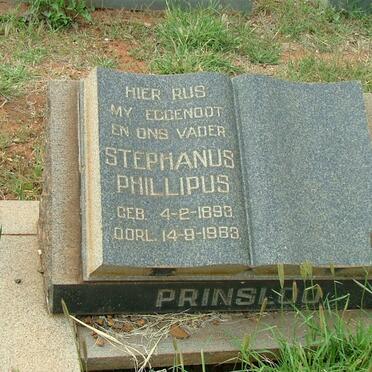 HIER RUS
MY EGGENOOT
EN ONS VADER
STEPHANUS
PHILLIPUS
GEB. 4-2-1893
OORL. 14-9-1963
PRINSLOO